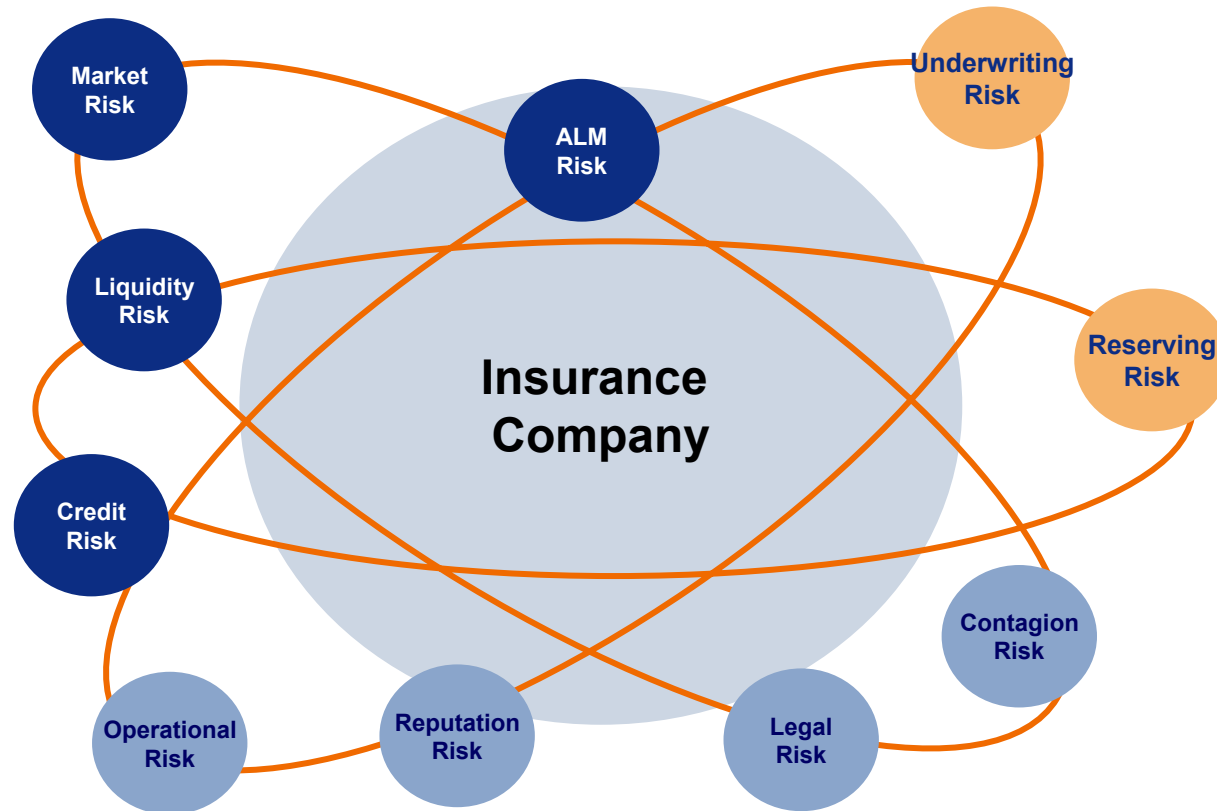 Market
Risk
ALM
Risk
Underwriting
Risk
Liquidity
Risk
Reserving
Risk
Insurance
Company
Credit
Risk
Contagion
Risk
Operational
Risk
Reputation
Risk
Legal
Risk